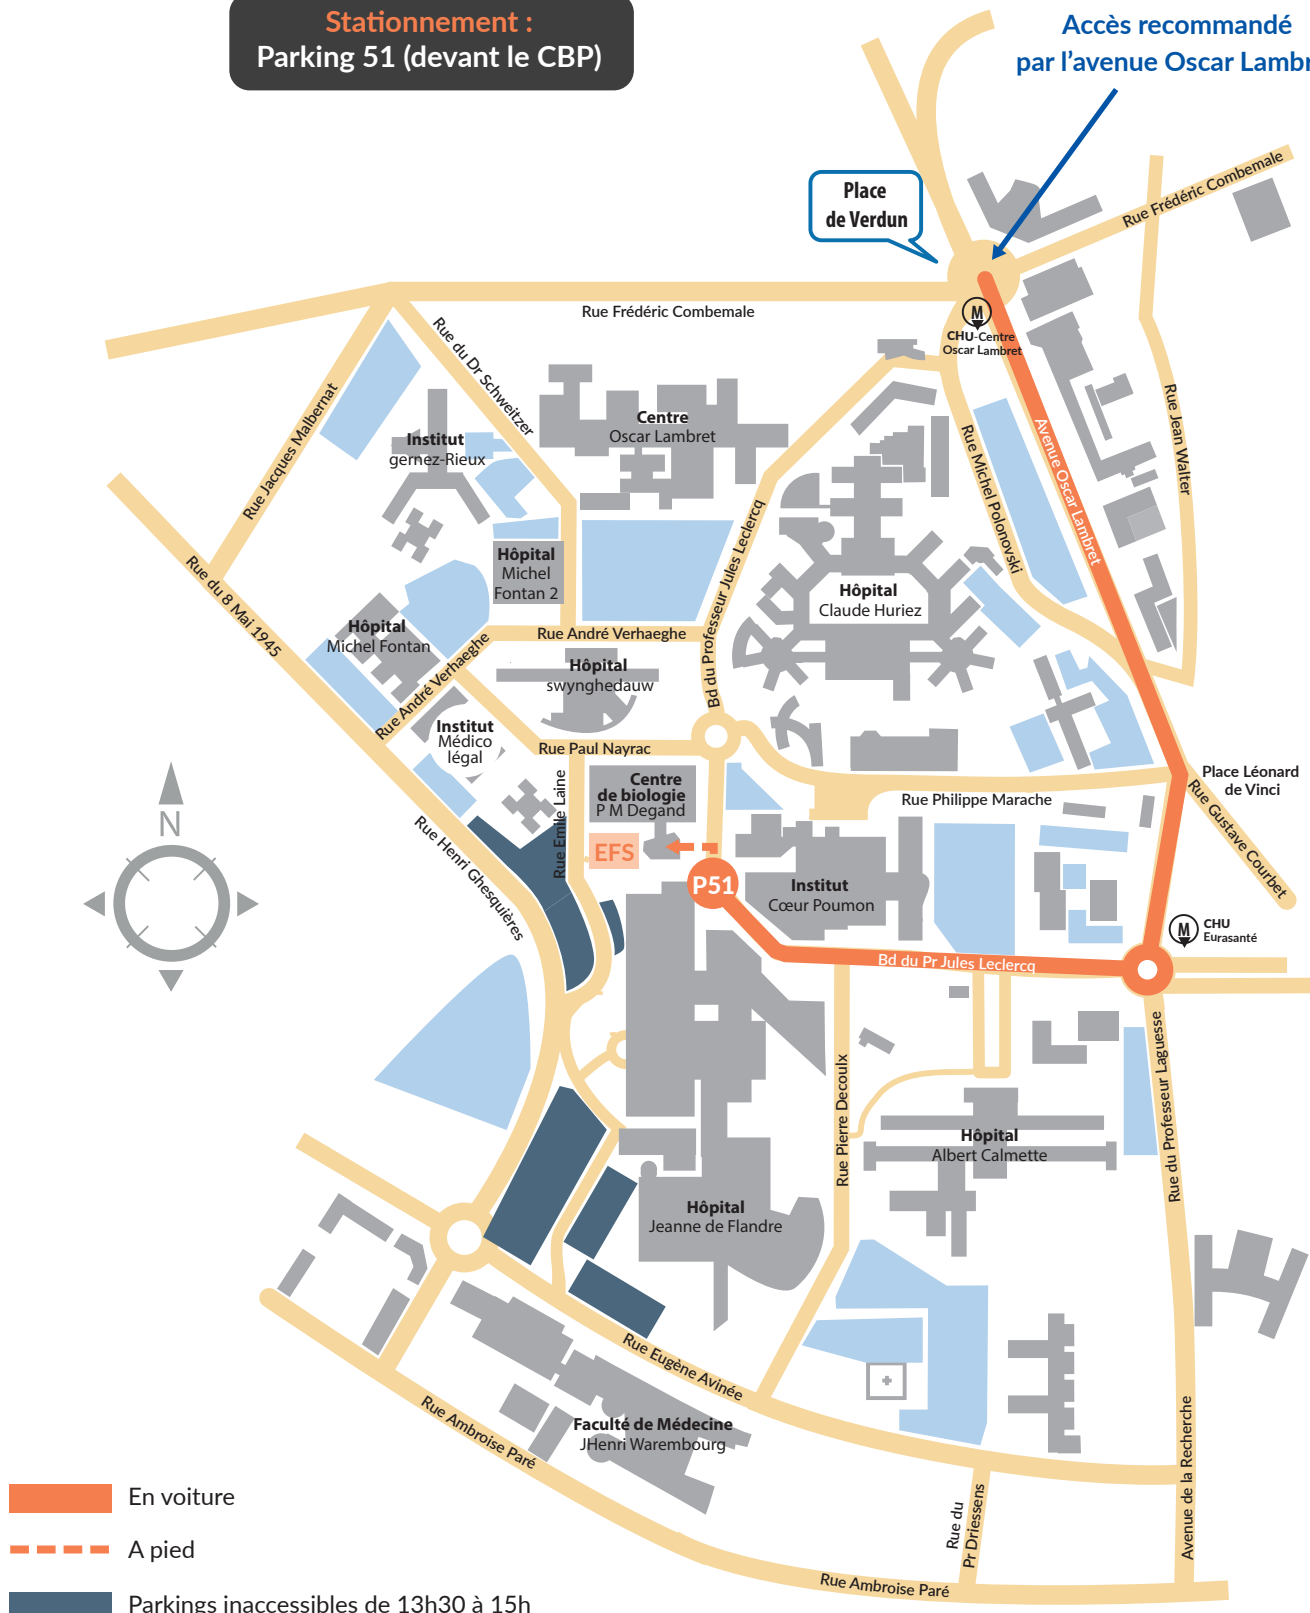 Stationnement :
Parking 51 (devant le CBP)
Accès recommandé
par l'avenue Oscar Lambr
Place
de Verdun
Rue Frédéric Combemale
Rue Frédéric Combemale
M
CHU-Centre
Oscar Lambret
Rue du Dr Schweitzer
Rue Jacques Malbernat
Institut
gernez-Rieux
Centre
Oscar Lambret
Avenue Oscar Lambret
Rue Michel Polonovski
Rue Jean Walter
Bd du Professeur Jules Leclercq
Hôpital
Michel
Fontan 2
Hôpital
Claude Huriez
Rue du 8 Mai 1945
Hôpital
Michel Fontan
Rue André Verhaeghe
Rue André Verhaeghe
Hôpital
swynghedauw
Institut
Médico
légal
Rue Paul Nayrac
Rue Emile Laine
Centre
de biologie
P M Degand
EFS
P51
Rue Philippe Marache
Place Léonard
de Vinci
Rue Gustave Courbet
N
Rue Henri Ghesquières
Institut
Cœur Poumon
M
CHU
Eurasanté
Bd du Pr Jules Leclercq
Rue Pierre Decoulx
Rue du Professeur Laguesse
Hôpital
Albert Calmette
Hôpital
Jeanne de Flandre
Rue Eugène Avinée
Faculté de Médecine
JHenri Warembourg
Rue Ambroise Paré
Avenue de la Recherche
Rue du
Pr Driessens
Rue Ambroise Paré
En voiture
A pied
Parkings inaccessibles de 13h30 à 15h